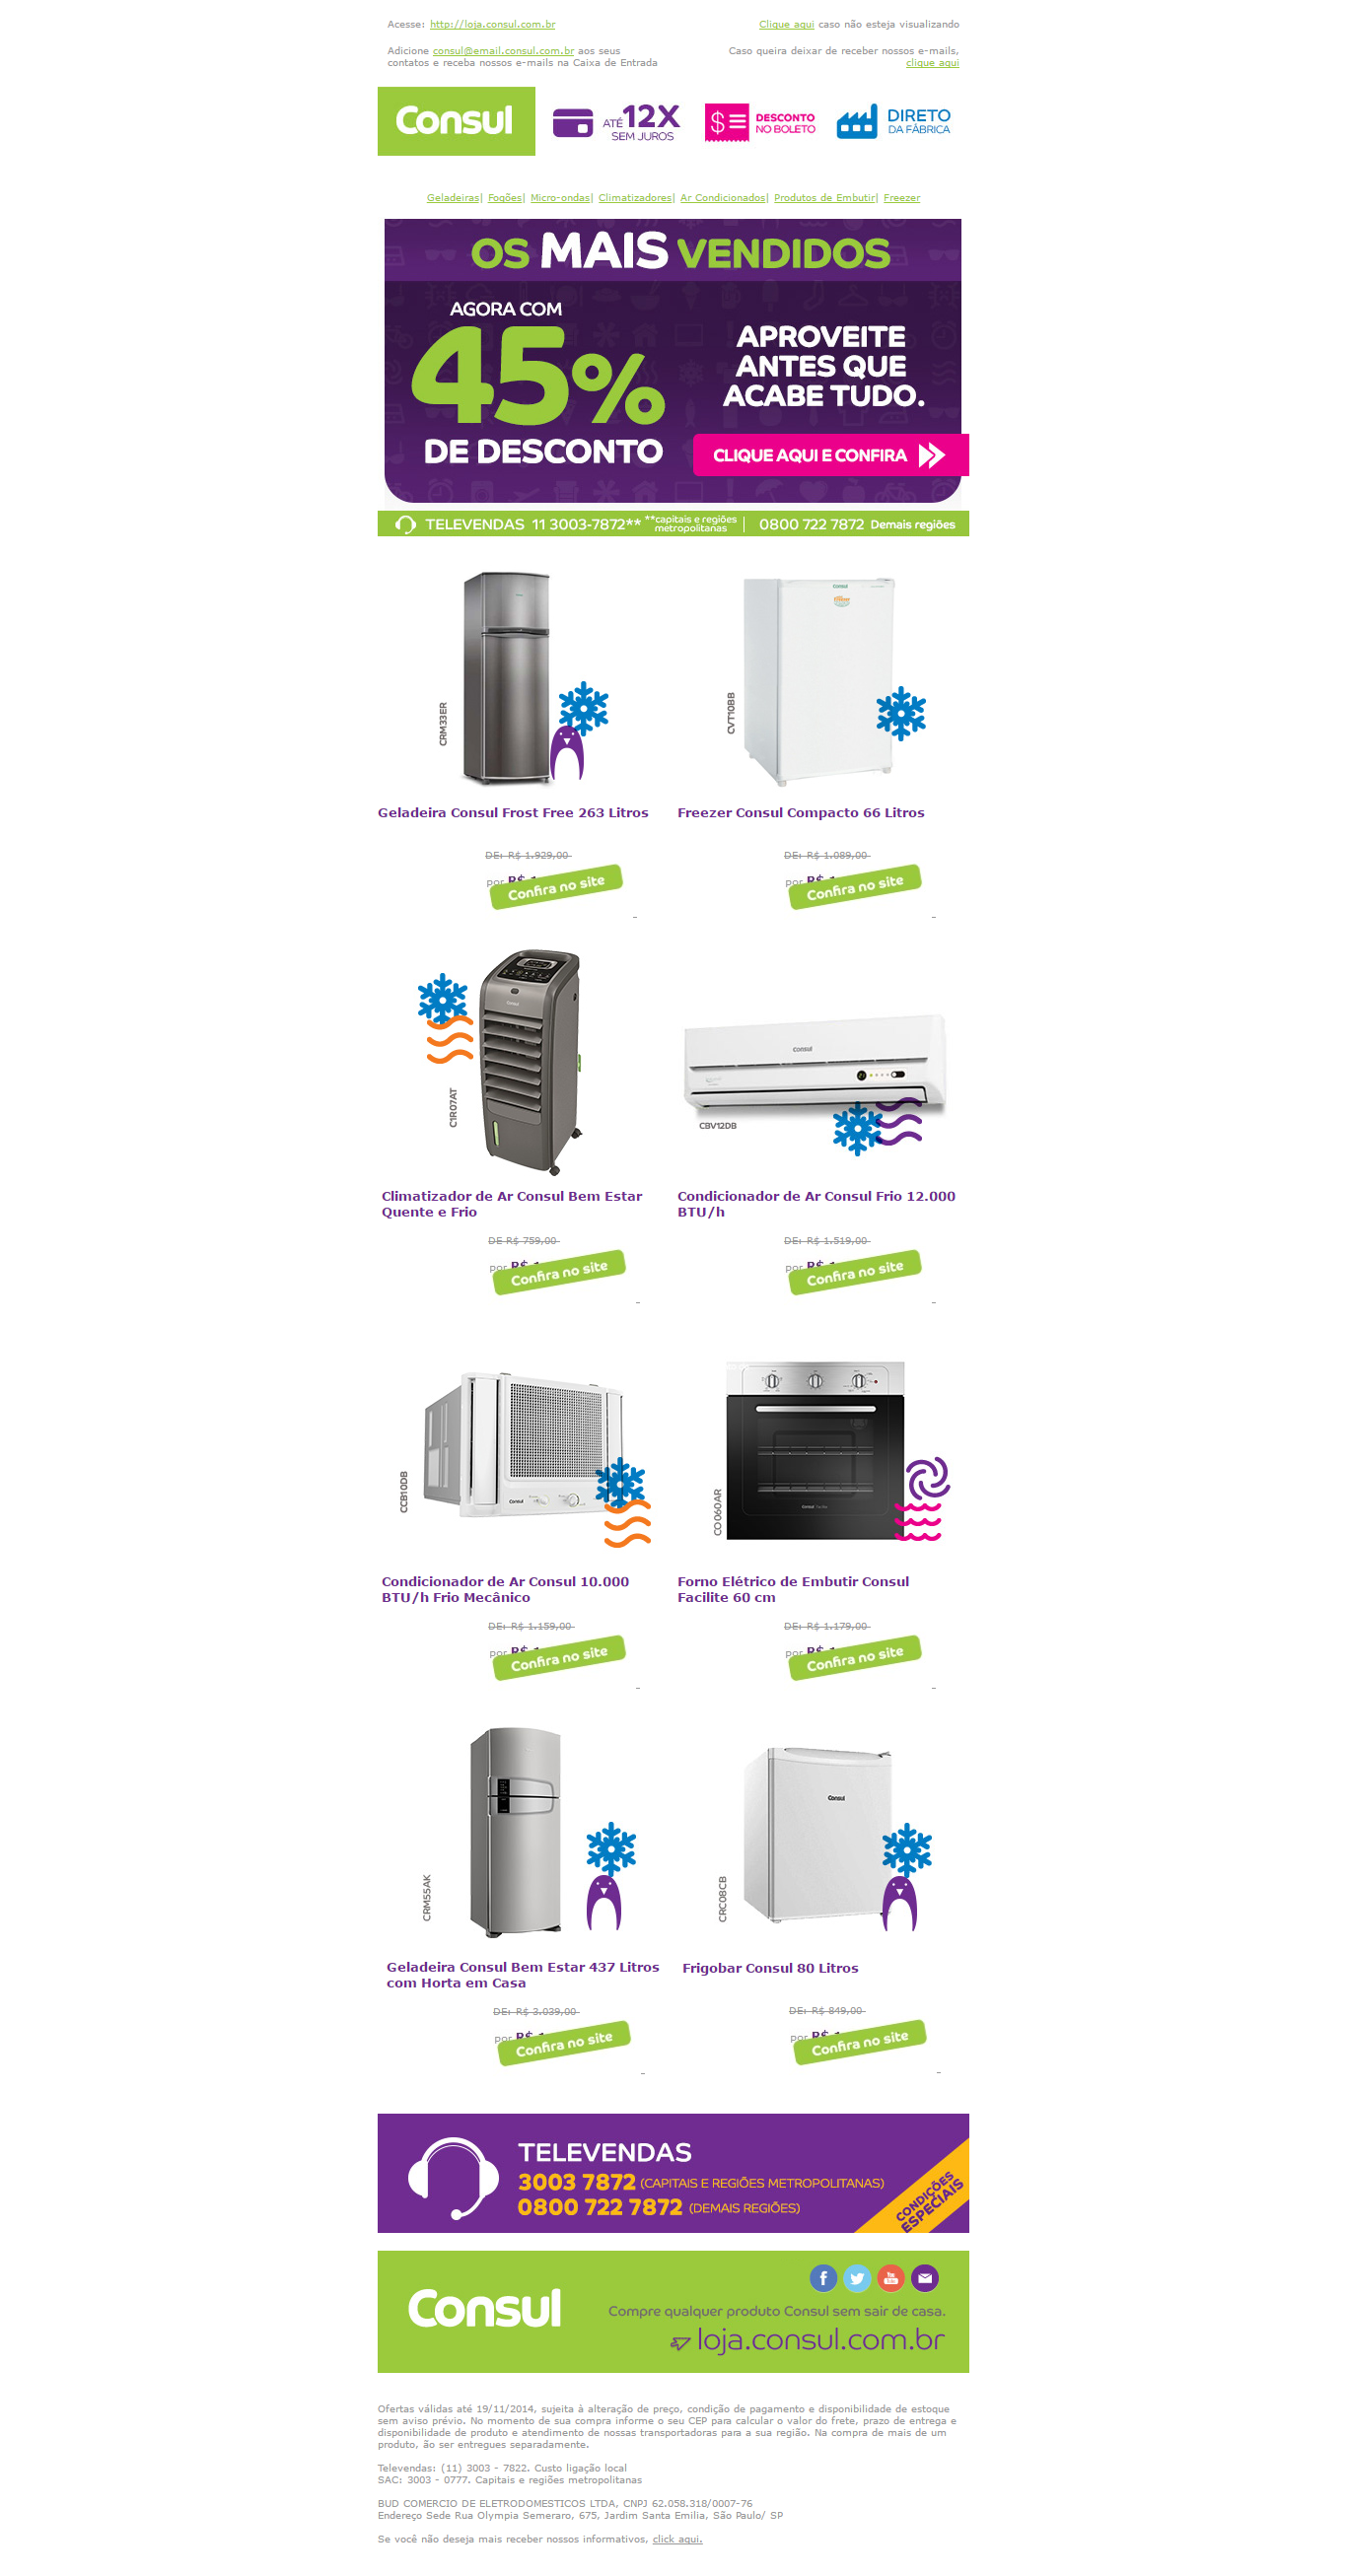 Acesse: http://loja.consul.com.br
Clique aqui caso não esteja visualizando
Adicione consul@email.consul.com.br aos seus
contatos e receba nossos e-mails na Caixa de Entrada
Caso queira deixar de receber nossos e-mails,
clique aqui
Consul
ATÉ 12X
SEM JUROS
DESCONTO
NO BOLETO
DIRETO
DA FÁBRICA
Geladeiras| Fogões| Micro-ondas| Climatizadores| Ar Condicionados| Produtos de Embutir| Freezer
OS MAIS VENDIDOS
AGORA COM
45%
DE DESCONTO
APROVEITE
ANTES QUE
ACABE TUDO.
CLIQUE AQUI E CONFIRA
TELEVENDAS 11 3003-7872** **capitais e regiões metropolitanas | 0800 722 7872 Demais regiões
CRM33ER
CVT10BB
Geladeira Consul Frost Free 263 Litros
Freezer Consul Compacto 66 Litros
DE: R$ 1.929,00
DE: R$ 1.089,00
por R$ 1
Confira no site
por R$ 1
Confira no site
Consul
C1R07AT
Consul
CBV12DB
Climatizador de Ar Consul Bem Estar
Quente e Frio
Condicionador de Ar Consul Frio 12.000
BTU/h
DE R$ 759,00
DE: R$ 1.519,00
por R$ 1
Confira no site
por R$ 1
Confira no site
CCB10DB
Consul
CO060AR
Consul
Condicionador de Ar Consul 10.000
BTU/h Frio Mecânico
Forno Elétrico de Embutir Consul
Facilite 60 cm
DE: R$ 1.159,00
DE: R$ 1.179,00
por R$ 1
Confira no site
por R$ 1
Confira no site
CRM55AK
Consul
CRC08CB
Geladeira Consul Bem Estar 437 Litros
com Horta em Casa
Frigobar Consul 80 Litros
DE: R$ 3.039,00
DE: R$ 849,00
por R$ 1
Confira no site
por R$ 1
Confira no site
TELEVENDAS
3003 7872 (CAPITAIS E REGIÕES METROPOLITANAS)
0800 722 7872 (DEMAIS REGIÕES)
CONDIÇÕES
ESPECIAIS
Consul
Compre qualquer produto Consul sem sair de casa.
loja.consul.com.br
Ofertas válidas até 19/11/2014, sujeita à alteração de preço, condição de pagamento e disponibilidade de estoque
sem aviso prévio. No momento de sua compra informe o seu CEP para calcular o valor do frete, prazo de entrega e
disponibilidade de produto e atendimento de nossas transportadoras para a sua região. Na compra de mais de um
produto, ão ser entregues separadamente.
Televendas: (11) 3003 - 7822. Custo ligação local
SAC: 3003 - 0777. Capitais e regiões metropolitanas
BUD COMERCIO DE ELETRODOMESTICOS LTDA, CNPJ 62.058.318/0007-76
Endereço Sede Rua Olympia Semeraro, 675, Jardim Santa Emilia, São Paulo/ SP
Se você não deseja mais receber nossos informativos, click aqui.